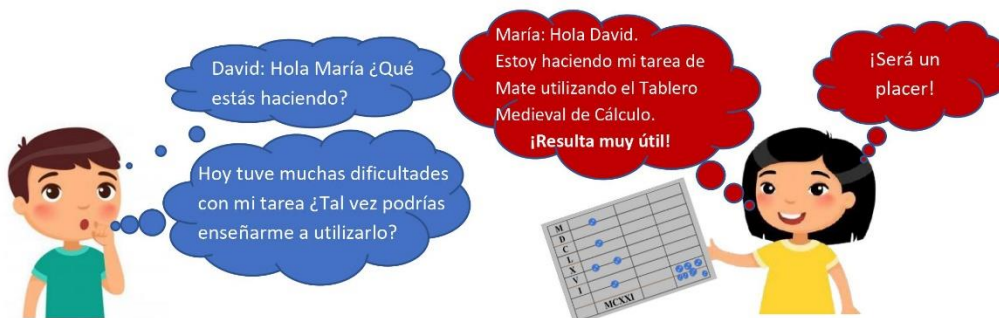 David: Hola María ¿Qué
estás haciendo?
Hoy tuve muchas dificultades
con mi tarea ¿Tal vez podrías
enseñarme a utilizarlo?
María: Hola David.
Estoy haciendo mi tarea de
Mate utilizando el Tablero
Medieval de Cálculo.
¡Resulta muy útil!
¡Será un
placer!
M
D
C
L
X
V
I
MCXXI